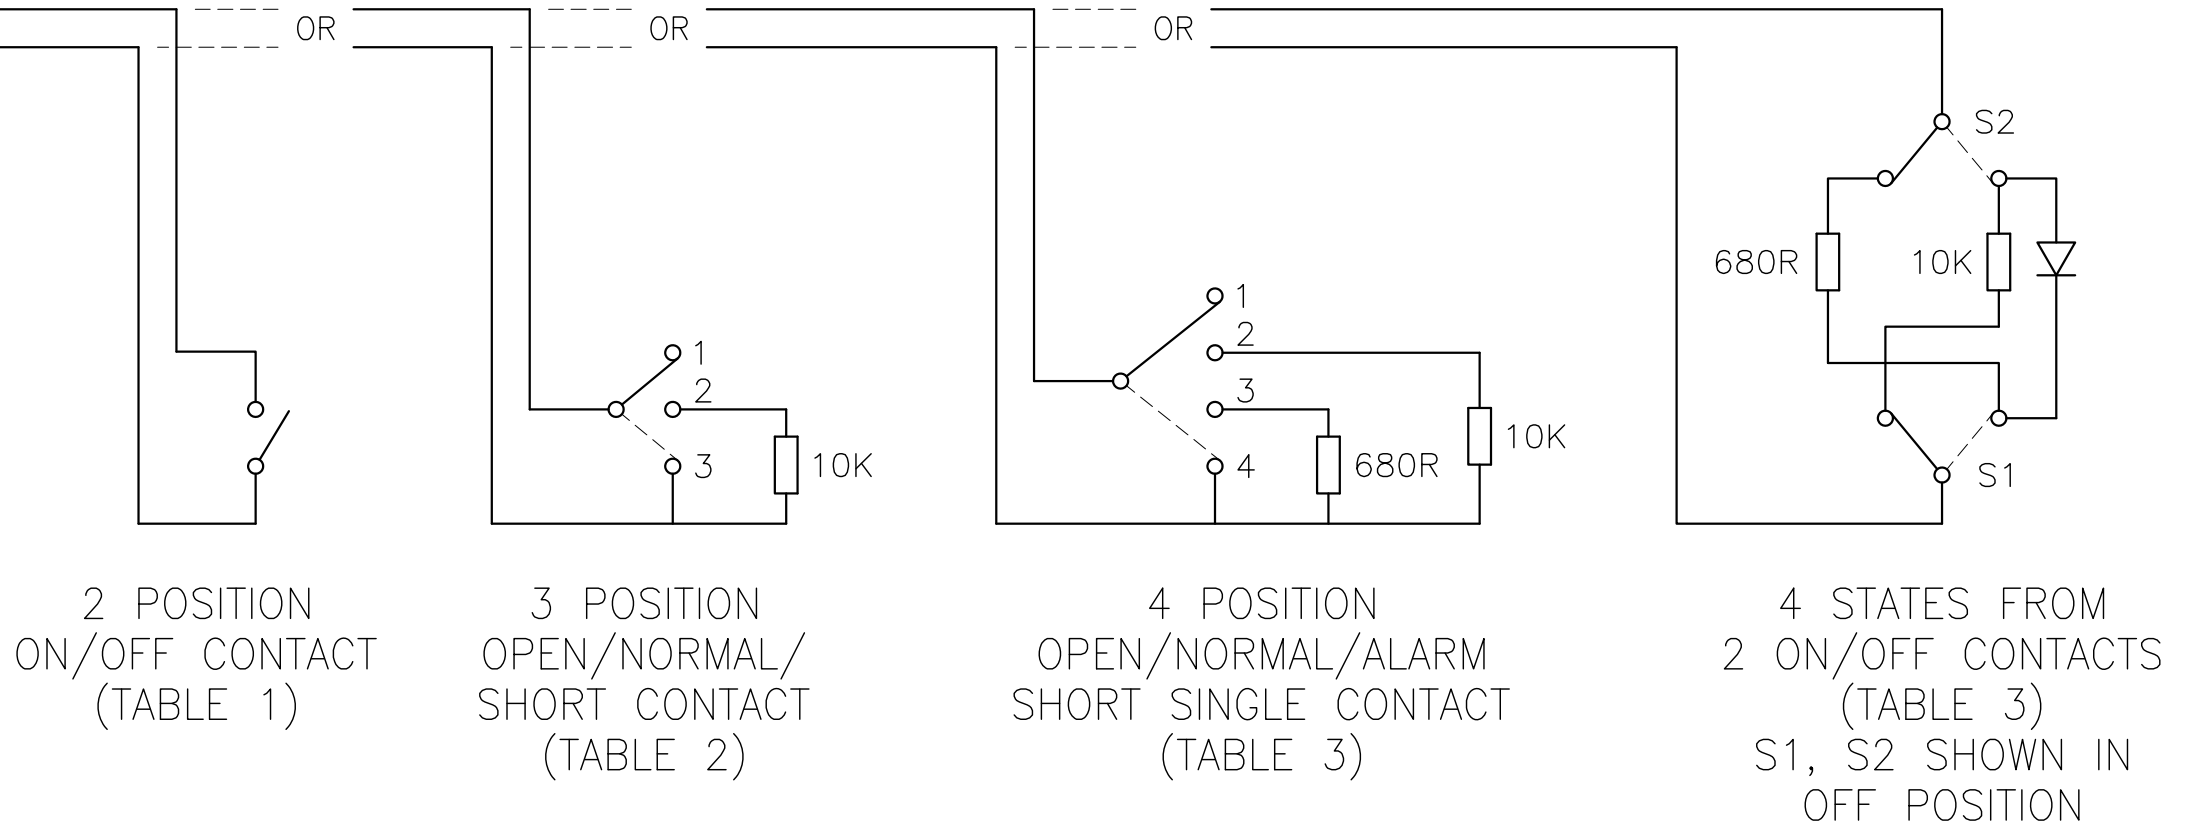 OR
OR
OR
S2
680R
10K
S1
1
2
3
10K
1
2
3
4
680R
10K
2 POSITION
ON/OFF CONTACT
(TABLE 1)
3 POSITION
OPEN/NORMAL/
SHORT CONTACT
(TABLE 2)
4 POSITION
OPEN/NORMAL/ALARM
SHORT SINGLE CONTACT
(TABLE 3)
4 STATES FROM
2 ON/OFF CONTACTS
(TABLE 3)
S1, S2 SHOWN IN
OFF POSITION